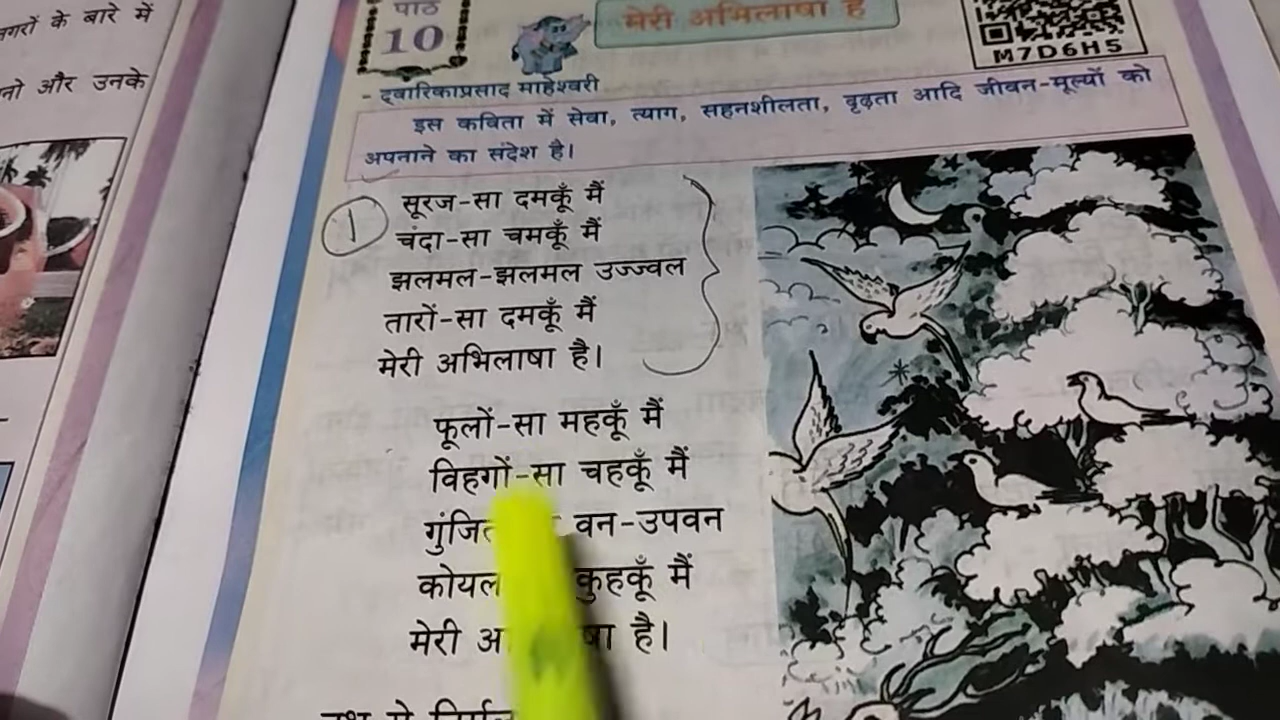 नगरों के बारे में
और उनके
पाठ
10
मेरी अभिलाषा है
M7D6H5
- द्वारिकाप्रसाद माहेश्वरी
इस कविता में सेवा, त्याग, सहनशीलता, दृढ़ता आदि जीवन-मूल्यों को
अपनाने का संदेश है।
1
सूरज-सा दमकूँ मैं
चंदा-सा चमकूँ मैं
झलमल-झलमल उज्ज्वल
तारों-सा दमकूँ मैं
मेरी अभिलाषा है।
फूलों-सा महकूँ मैं
विहगों-सा चहकूँ मैं
वन-उपवन
कोयल कुहकूँ मैं
मेरी है।